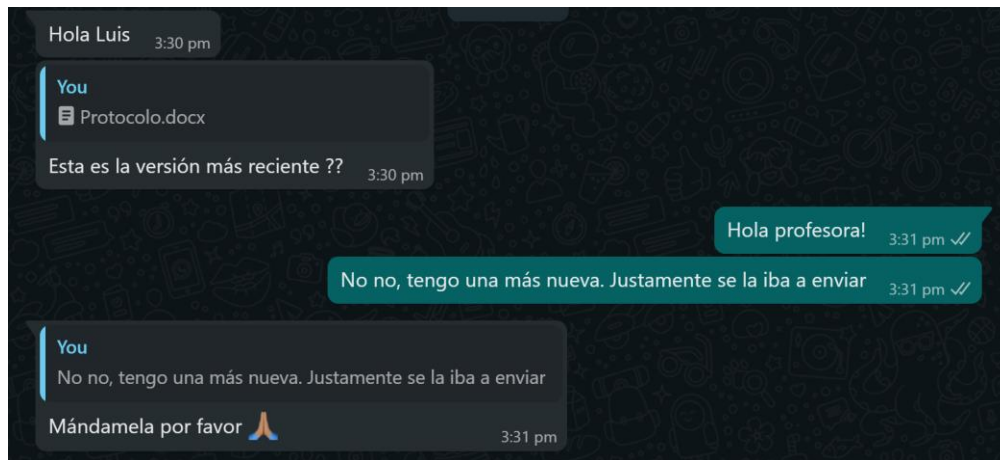 Hola Luis 3:30 pm
You
Protocolo.docx
Esta es la versión más reciente ?? 3:30 pm
Hola profesora! 3:31 pm
No no, tengo una más nueva. Justamente se la iba a enviar 3:31 pm
You
No no, tengo una más nueva. Justamente se la iba a enviar
Mándamela por favor 🙏🏽 3:31 pm